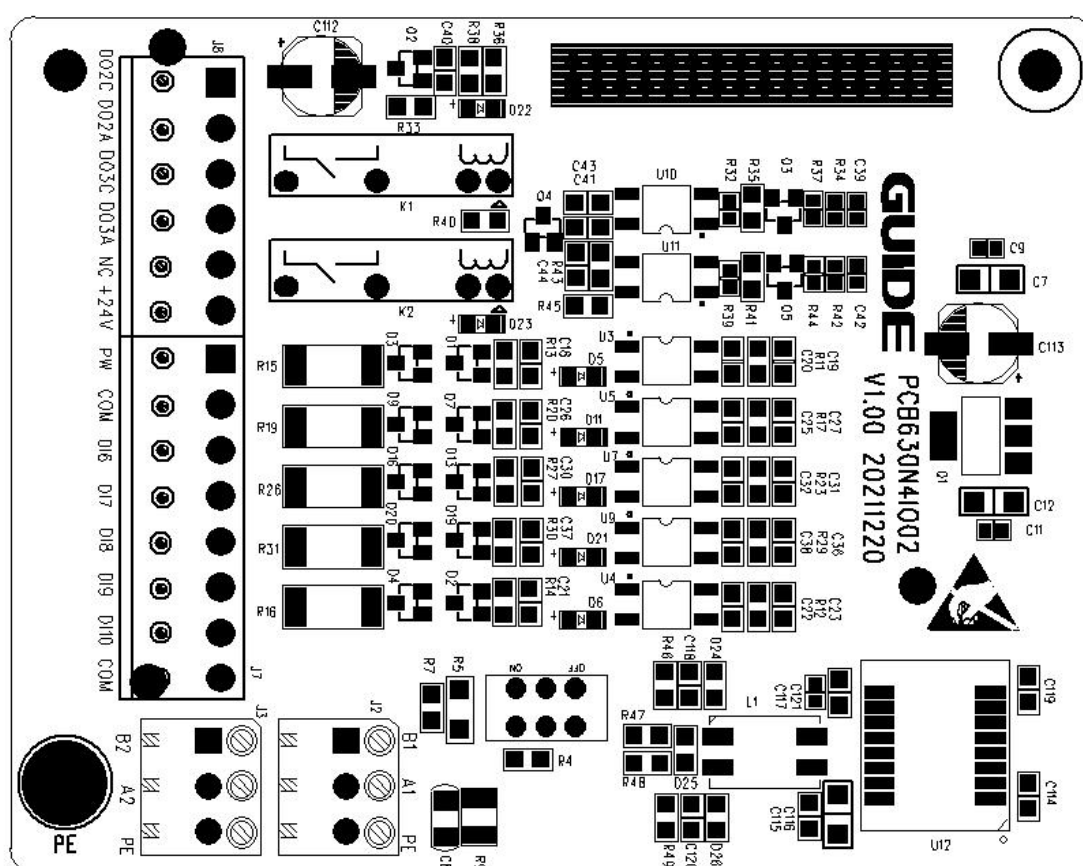 C112
Q2
C40
R38
R36
J8
+
R33
+
D22
DO2C
DO2A
DO3C
DO3A
NC
+24V
K1
R40
K2
+
D23
C43
C41
Q4
C44
R43
R45
U10
U11
R32
R35
Q3
R37
R34
C39
R39
R41
Q5
R44
R42
C42
GUIDE
PCB630N4IO02
V1.00 20211220
C9
C7
C113
+
Q1
C12
C11
PW
COM
DI6
DI7
DI8
DI9
DI10
COM
J7
R15
D3
D1
R13
C18
+
D5
U3
C20
R11
C19
R19
D9
D7
R20
C26
+
D11
U5
C25
R17
C27
R26
D16
D13
R27
C30
+
D17
U7
C32
R23
C31
R31
D20
D19
R30
C37
+
D21
U9
C38
R29
C36
R16
D4
D2
R14
C21
+
D6
U4
C22
R12
C23
J3
J2
B2
A2
PE
B1
A1
PE
PE
R7
R5
ON
OFF
R4
R46
C118
D24
R47
R48
D25
R49
C120
D26
L1
C117
C121
C115
C116
U12
C119
C114